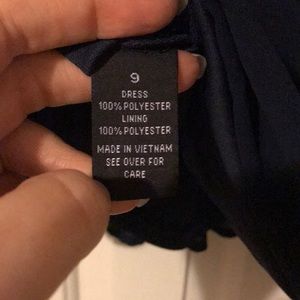 9
DRESS
100% POLYESTER
LINING
100% POLYESTER
MADE IN VIETNAM
SEE OVER FOR
CARE